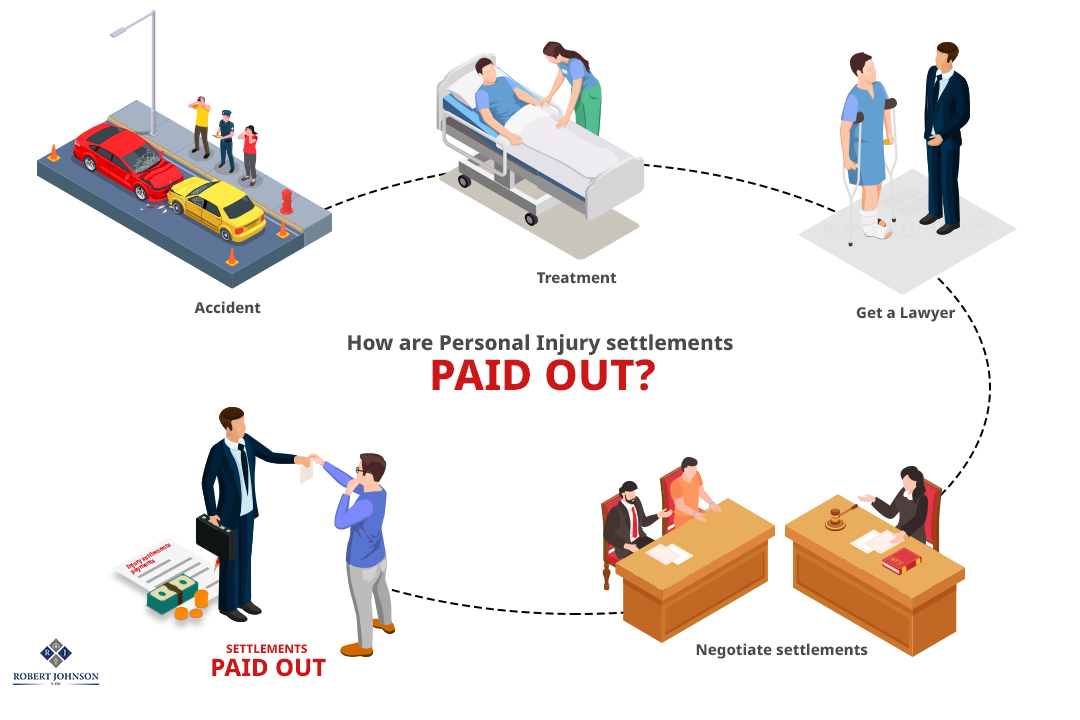 Accident
Treatment
Get a Lawyer
How are Personal Injury settlements
PAID OUT?
Injury settlements
payments
SETTLEMENTS
PAID OUT
Negotiate settlements
R J
ROBERT JOHNSON
LAW